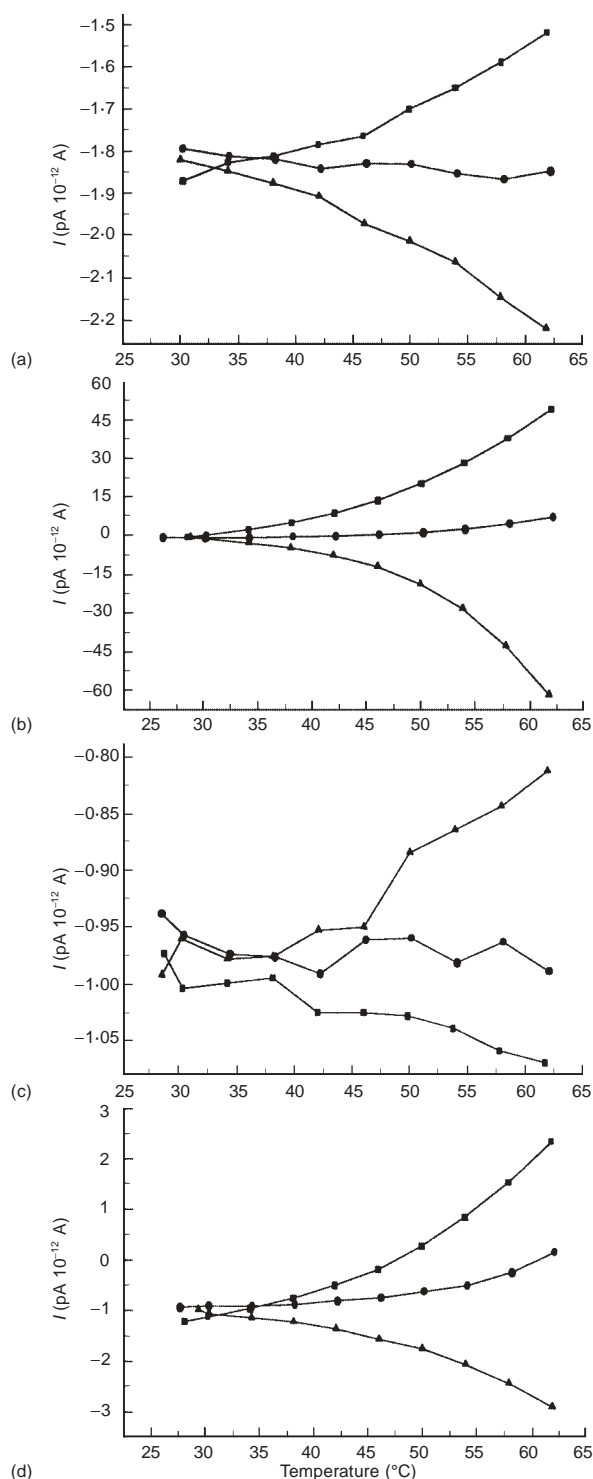 −1·5
−1·6
−1·7
−1·8
−1·9
−2·0
−2·1
−2·2
I (pA 10−12 A)
25 30 35 40 45 50 55 60 65
(a)
60
45
30
15
0
−15
−30
−45
−60
I (pA 10−12 A)
25 30 35 40 45 50 55 60 65
(b)
−0·80
−0·85
−0·90
−0·95
−1·00
−1·05
I (pA 10−12 A)
25 30 35 40 45 50 55 60 65
(c)
3
2
1
0
−1
−2
−3
I (pA 10−12 A)
25 30 35 40 45 50 55 60 65
Temperature (°C)
(d)